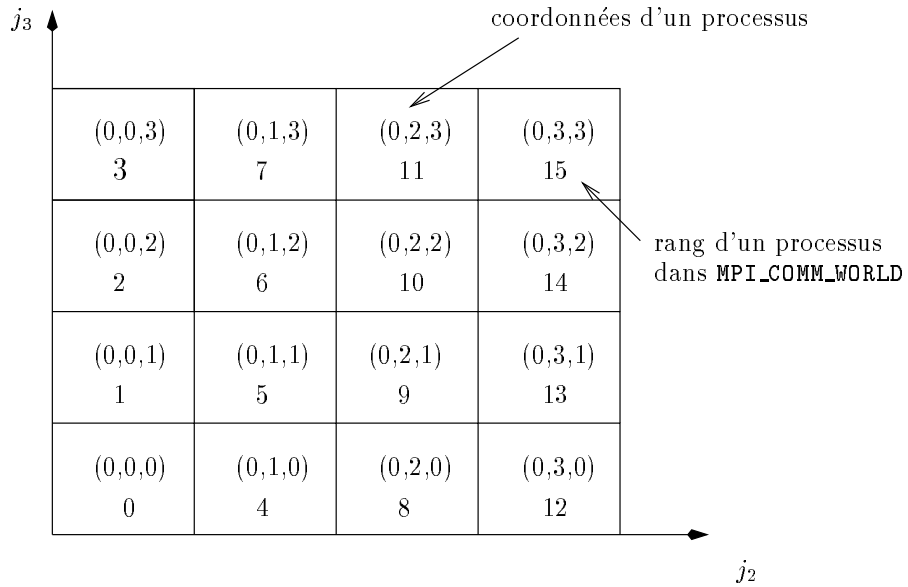 j3
coordonnées d'un processus
(0,0,3) (0,1,3) (0,2,3) (0,3,3)
3 7 11 15
(0,0,2) (0,1,2) (0,2,2) (0,3,2)
2 6 10 14
rang d'un processus
dans MPI_COMM_WORLD
(0,0,1) (0,1,1) (0,2,1) (0,3,1)
1 5 9 13
(0,0,0) (0,1,0) (0,2,0) (0,3,0)
0 4 8 12
j2